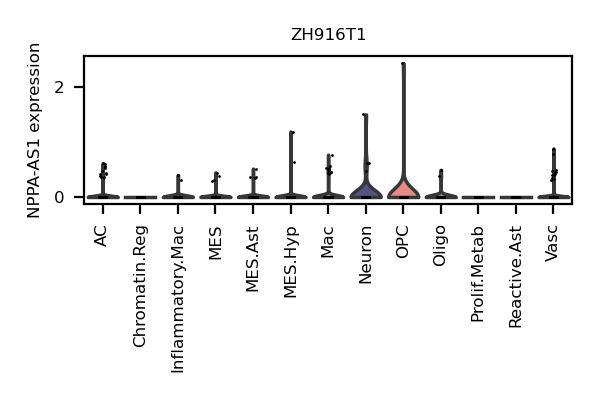 ZH916T1
NPPA-AS1 expression
2
0
AC
Chromatin.Reg
Inflammatory.Mac
MES
MES.Ast
MES.Hyp
Mac
Neuron
OPC
Oligo
Prolif.Metab
Reactive.Ast
Vasc